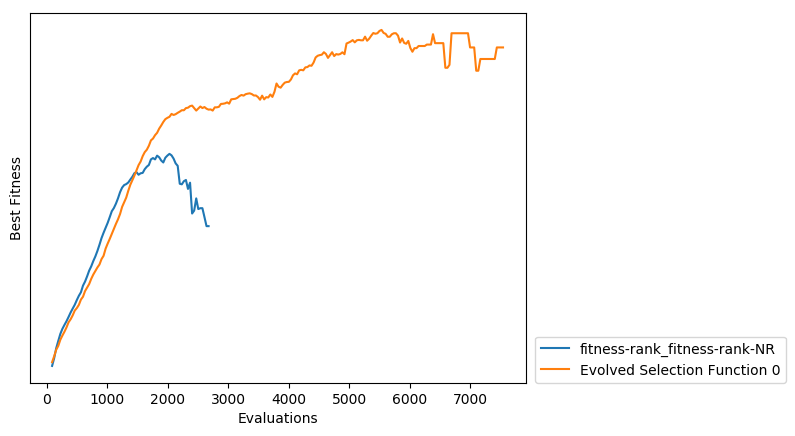 Best Fitness
0
1000
2000
3000
4000
5000
6000
7000
Evaluations
fitness-rank_fitness-rank-NR
Evolved Selection Function 0